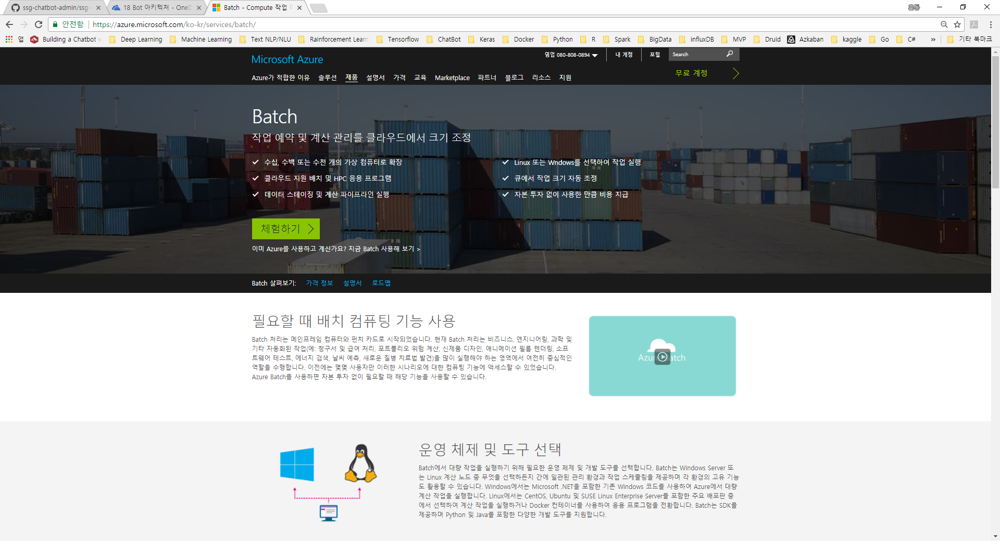 ssg-chatbot-admin/ssg-
18 Bot 아키텍처 - OneD
Batch - Compute 작업
안전함
https://azure.microsoft.com/ko-kr/services/batch/
앱 Building a Chatbot w Deep Learning Machine Learning Text NLP/NLU Rainforcement Learn Tensorflow ChatBot Keras Docker Python R Spark BigData influxDB MVP Druid Azkaban kaggle Go C# » 기타 북마크
Microsoft Azure
영업 080-808-0894 내 계정 포털 Search
무료 계정
Azure가 적합한 이유 솔루션 제품 설명서 가격 교육 Marketplace 파트너 블로그 리소스 지원
Batch
작업 예약 및 계산 관리를 클라우드에서 크기 조정
수십, 수백 또는 수천 개의 가상 컴퓨터로 확장
Linux 또는 Wndows를 선택하여 작업 실행
클라우드 지원 배치 및 HPC 응용 프로그램
큐에서 작업 크기 자동 조정
데이터 스테이징 및 계산 파이프라인 실행
자본 투자 없이 사용한 만큼 비용 지급
체험하기
이미 Azure를 사용하고 계신가요? 지금 Batch 사용해 보기 >
Batch 살펴보기: 가격 정보 설명서 로드맵
필요할 때 배치 컴퓨팅 기능 사용
Batch 처리는 메인프레임 컴퓨터와 펀치 카드로 시작되었습니다. 현재 Batch 처리는 비즈니스, 엔지니어링, 과학 및
기타 자동화된 작업(예: 청구서 및 급여 처리, 포트폴리오 위험 계산, 신제품 디자인, 애니메이션 필름 렌더링, 소프
트웨어 테스트, 에너지 검색, 날씨 예측, 새로운 질병 치료법 발견)을 많이 실행해야 하는 영역에서 여전히 중심적인
역할을 수행합니다. 이전에는 몇몇 사용자만 이러한 시나리오에 대한 컴퓨팅 기능에 액세스할 수 있었습니다.
Azure Batch를 사용하면 자본 투자 없이 필요할 때 해당 기능을 사용할 수 있습니다.
Azure Batch
운영 체제 및 도구 선택
Batch에서 대량 작업을 실행하기 위해 필요한 운영 체제 및 개발 도구를 선택합니다. Batch는 Windows Server 또
는 Linux 계산 노드 중 무엇을 선택하든지 간에 일관된 관리 환경과 작업 스케줄링을 제공하며 각 환경의 고유 기능
도 활용할 수 있습니다. Windows에서는 Microsoft .NET을 포함한 기존 Windows 코드를 사용하여 Azure에서 대량
계산 작업을 실행합니다. Linux에서는 CentOS, Ubuntu 및 SUSE Linux Enterprise Server를 포함한 주요 배포판 중
에서 선택하여 계산 작업을 실행하거나 Docker 컨테이너를 사용하여 응용 프로그램을 전환합니다. Batch는 SDK를
제공하며 Python 및 Java를 포함한 다양한 개발 도구를 지원합니다.